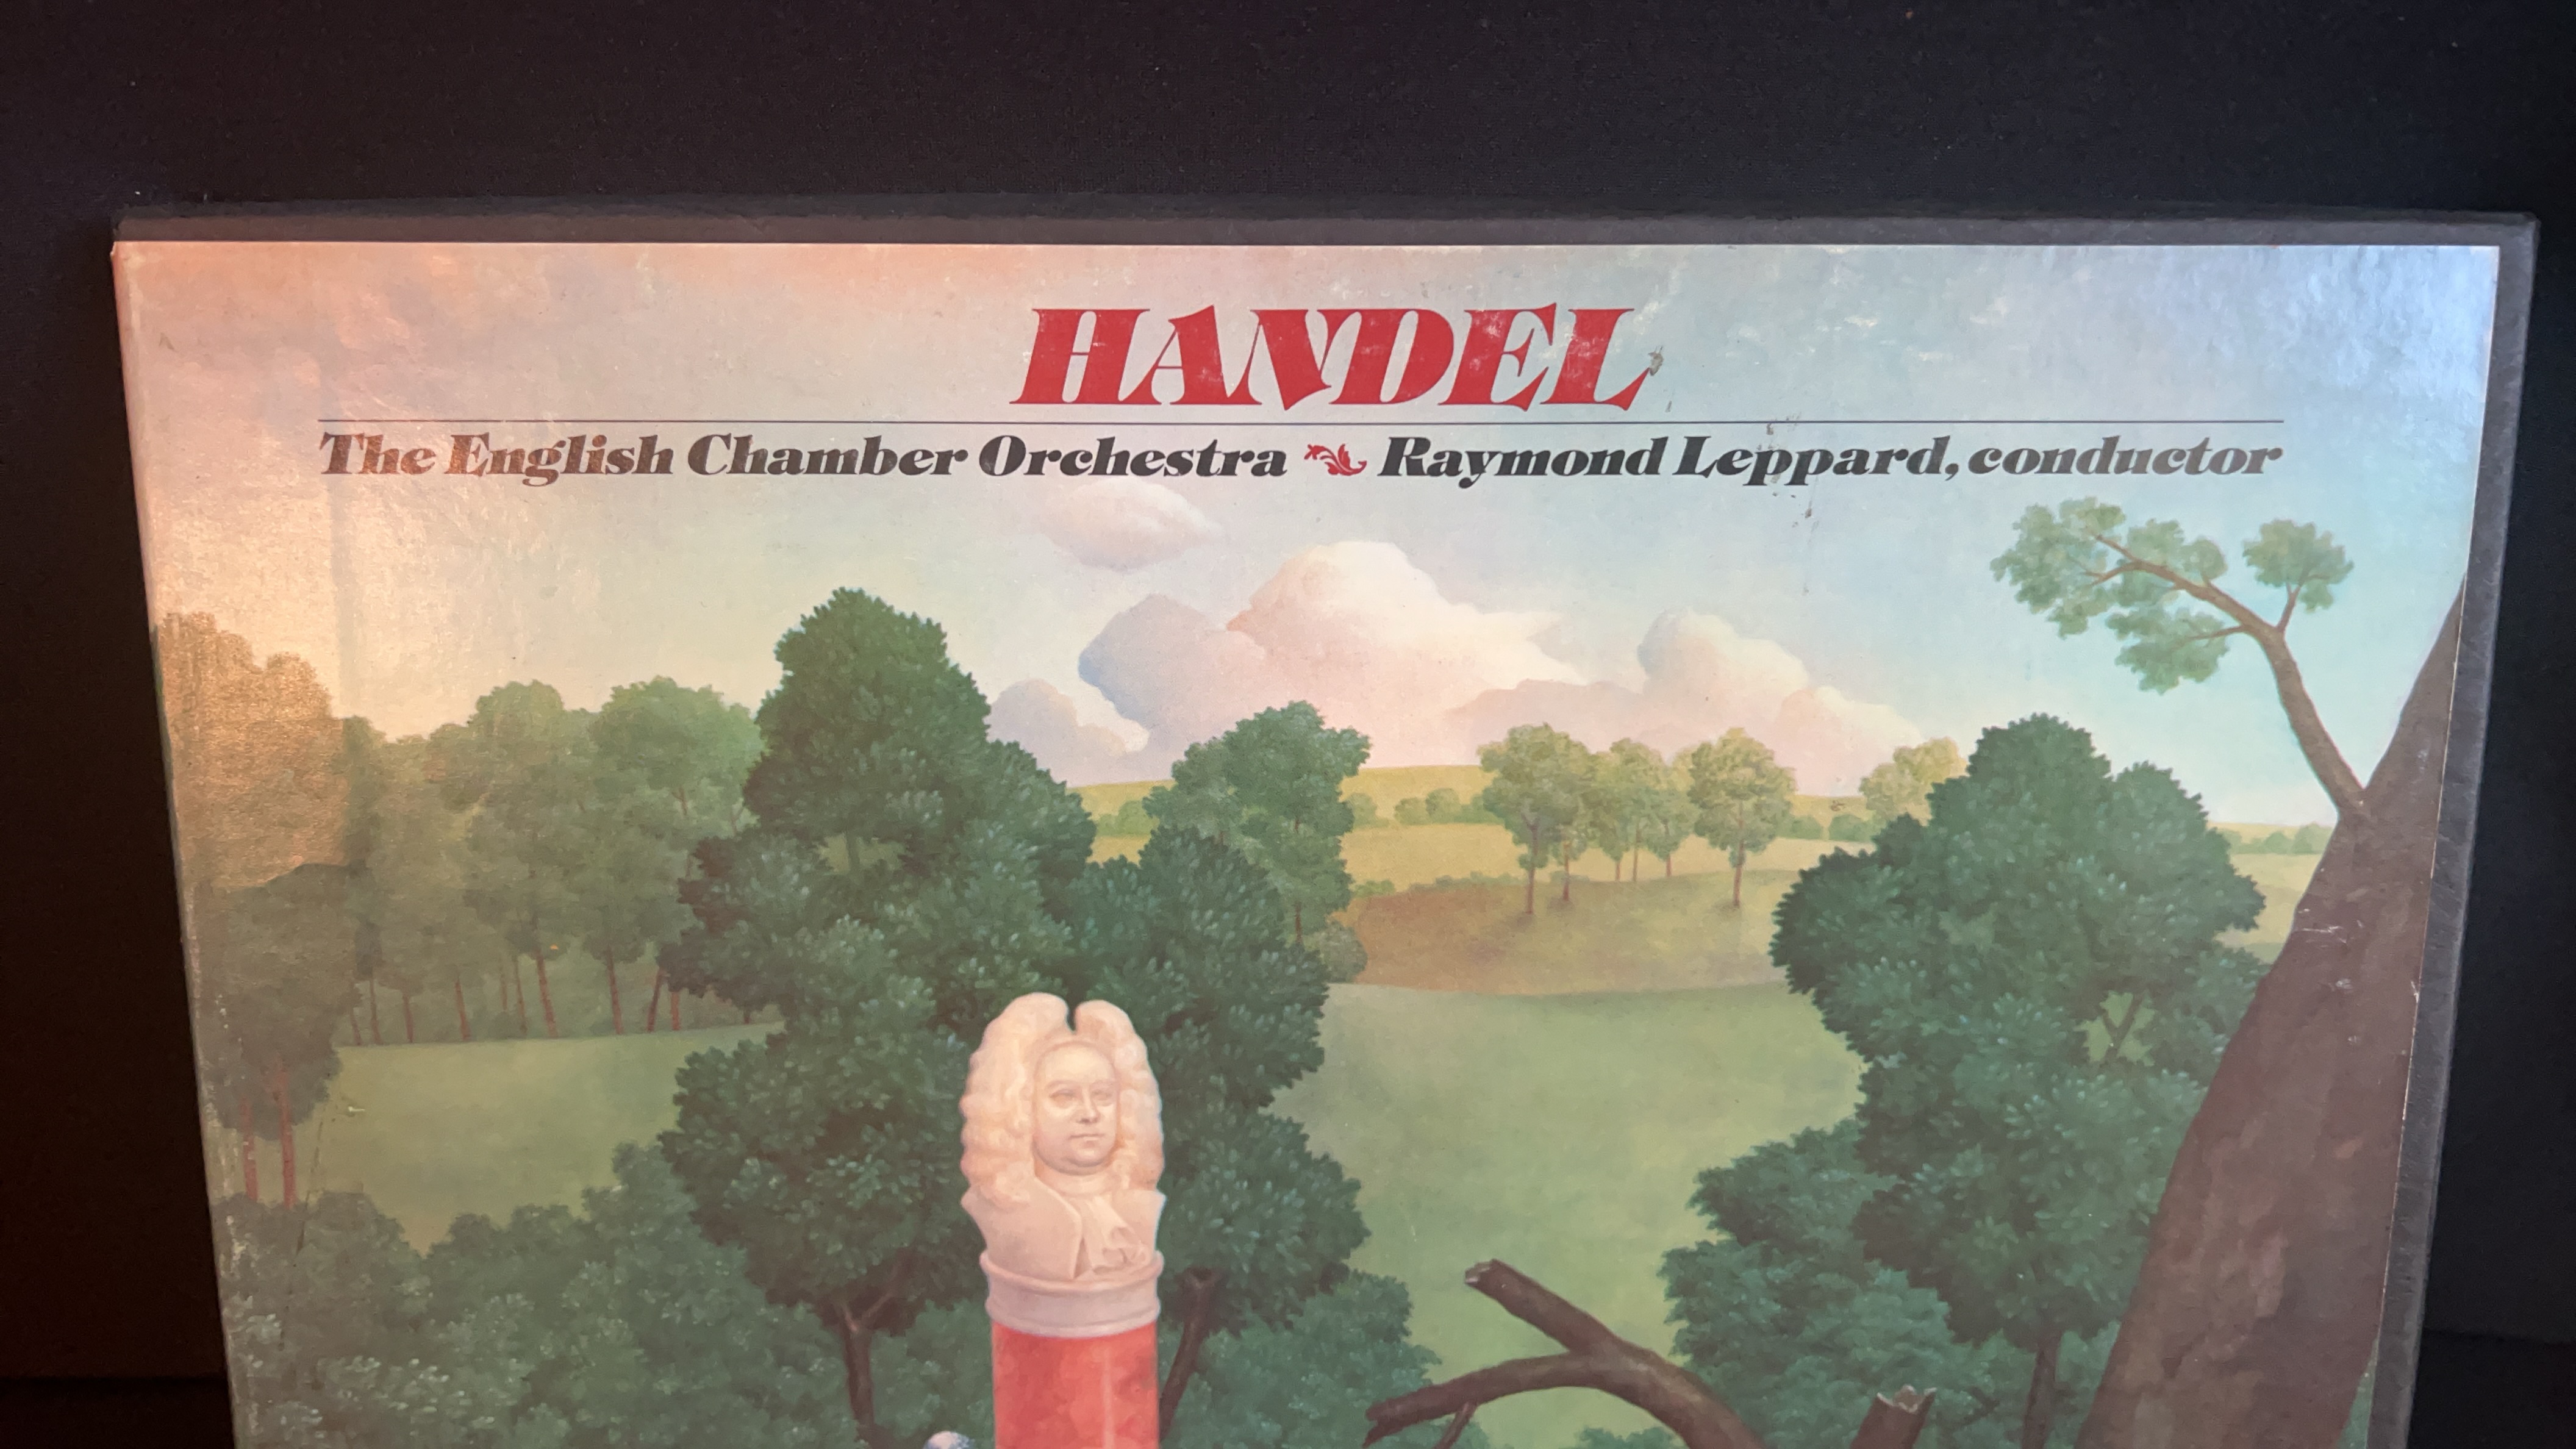 HANDEL
The English Chamber Orchestra Raymond Leppard, conductor